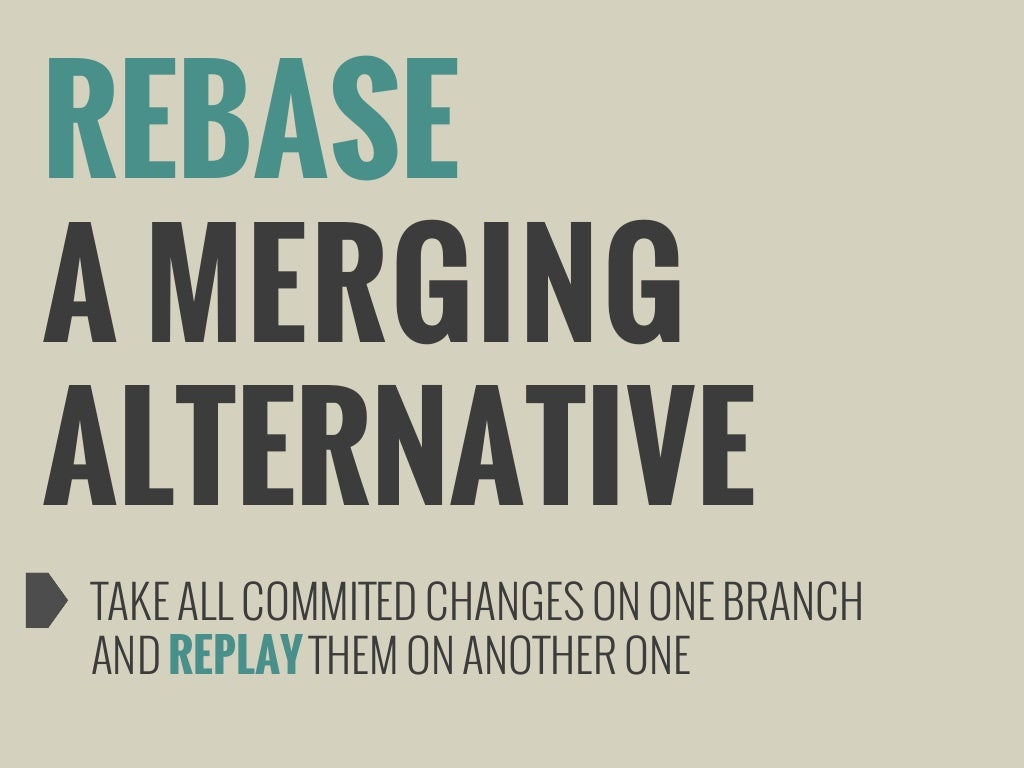 REBASE
A MERGING
ALTERNATIVE
TAKE ALL COMMITED CHANGES ON ONE BRANCH
AND REPLAY THEM ON ANOTHER ONE